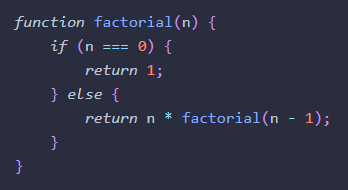 function factorial(n) {
    if (n === 0) {
        return 1;
    } else {
        return n * factorial(n - 1);
    }
}